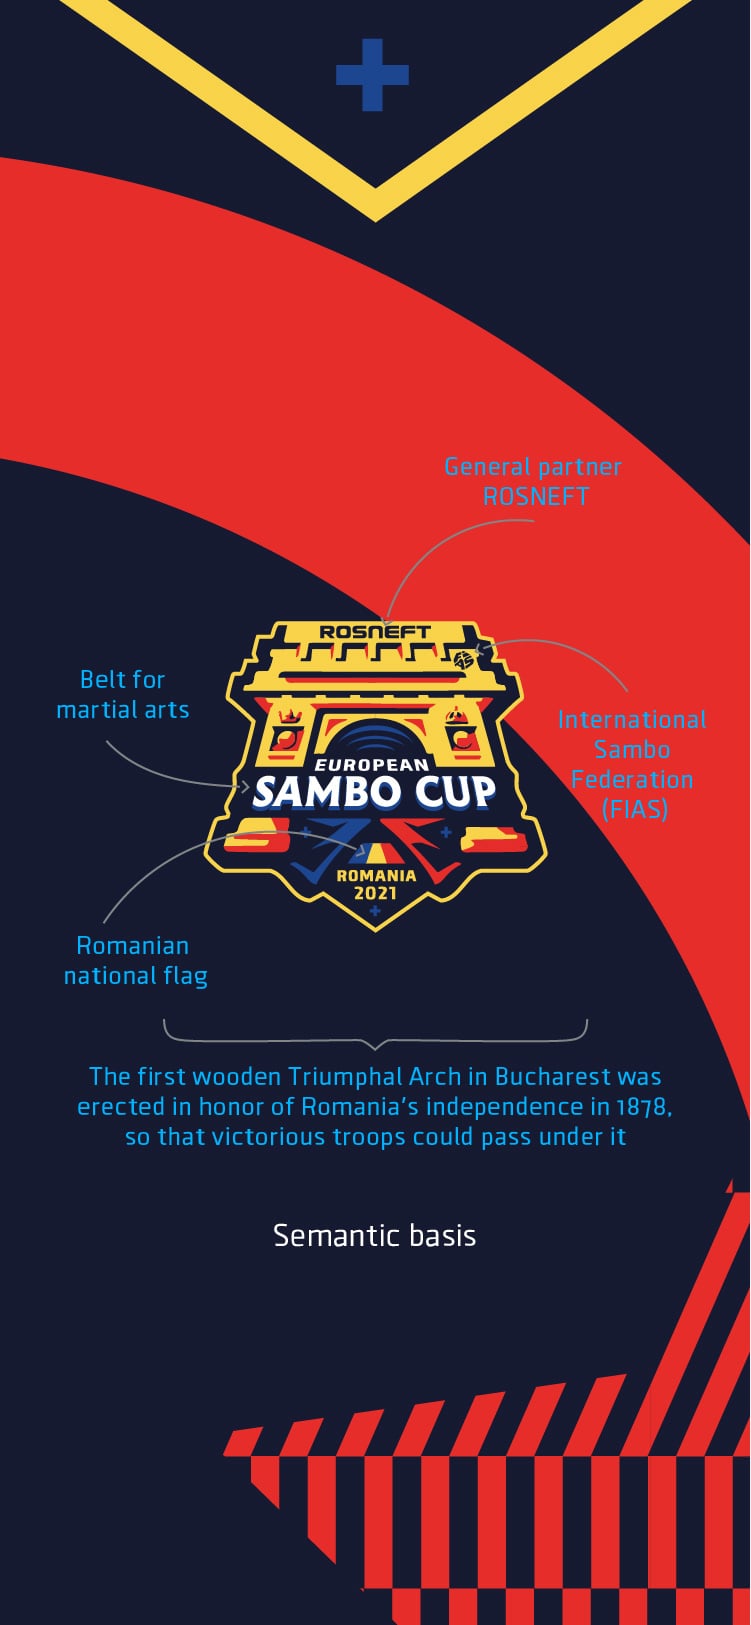 General partner
ROSNEFT
ROSNEFT
FIAS
Belt for
martial arts
International
Sambo
Federation
(FIAS)
EUROPEAN
SAMBO CUP
ROMANIA
2021
Romanian
national flag
The first wooden Triumphal Arch in Bucharest was
erected in honor of Romania's independence in 1878,
so that victorious troops could pass under it
Semantic basis